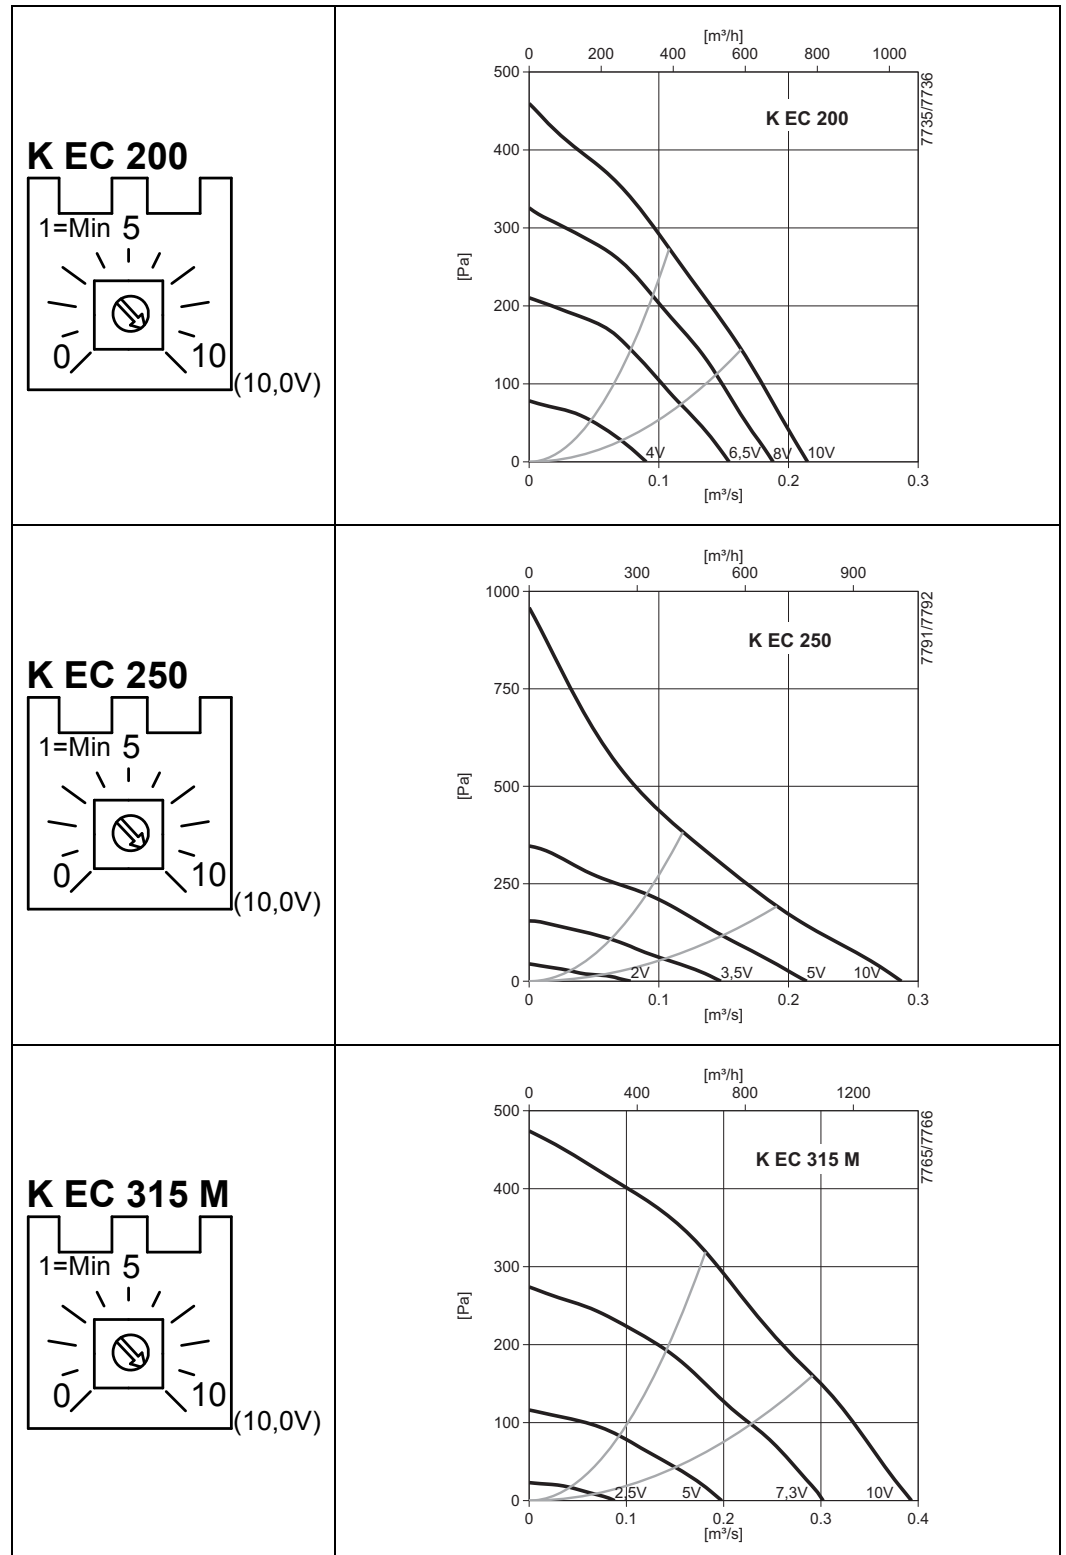 K EC 200
1=Min 5
0 10
(10,0V)
[m³/h]
0 200 400 600 800 1000
500
400
300
200
100
0
[Pa]
K EC 200
7735/7736
4V 6,5V 8V 10V
0 0.1 0.2 0.3
[m³/s]
K EC 250
1=Min 5
0 10
(10,0V)
[m³/h]
0 300 600 900
1000
750
500
250
0
[Pa]
K EC 250
7791/7792
2V 3,5V 5V 10V
0 0.1 0.2 0.3
[m³/s]
K EC 315 M
1=Min 5
0 10
(10,0V)
[m³/h]
0 400 800 1200
500
400
300
200
100
0
[Pa]
K EC 315 M
7765/7766
2,5V 5V 7,3V 10V
0 0.1 0.2 0.3 0.4
[m³/s]